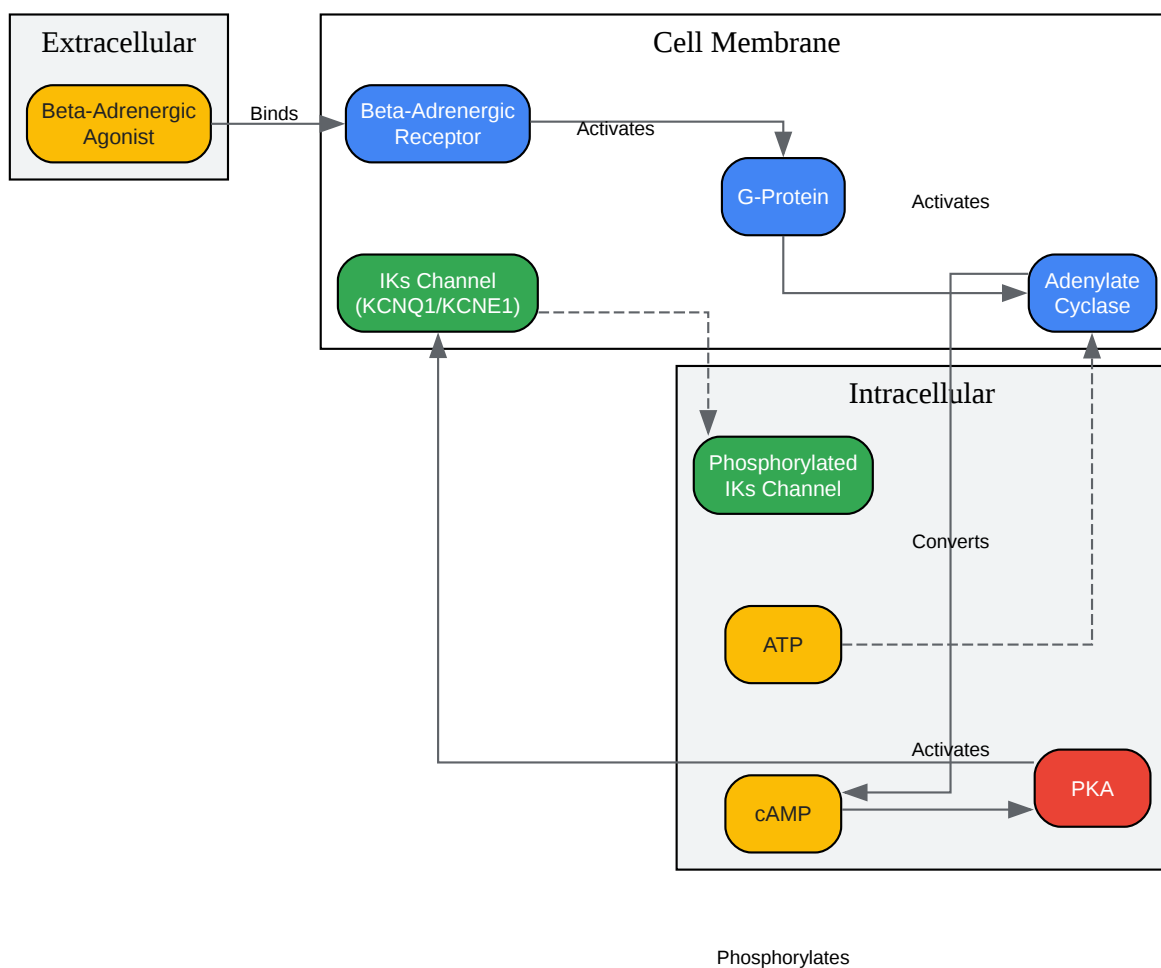 Extracellular
Cell Membrane
Beta-Adrenergic
Agonist
Binds
Beta-Adrenergic
Receptor
Activates
G-Protein
Activates
IKs Channel
(KCNQ1/KCNE1)
Adenylate
Cyclase
Intracellular
Phosphorylated
IKs Channel
Converts
ATP
Activates
PKA
cAMP
Phosphorylates